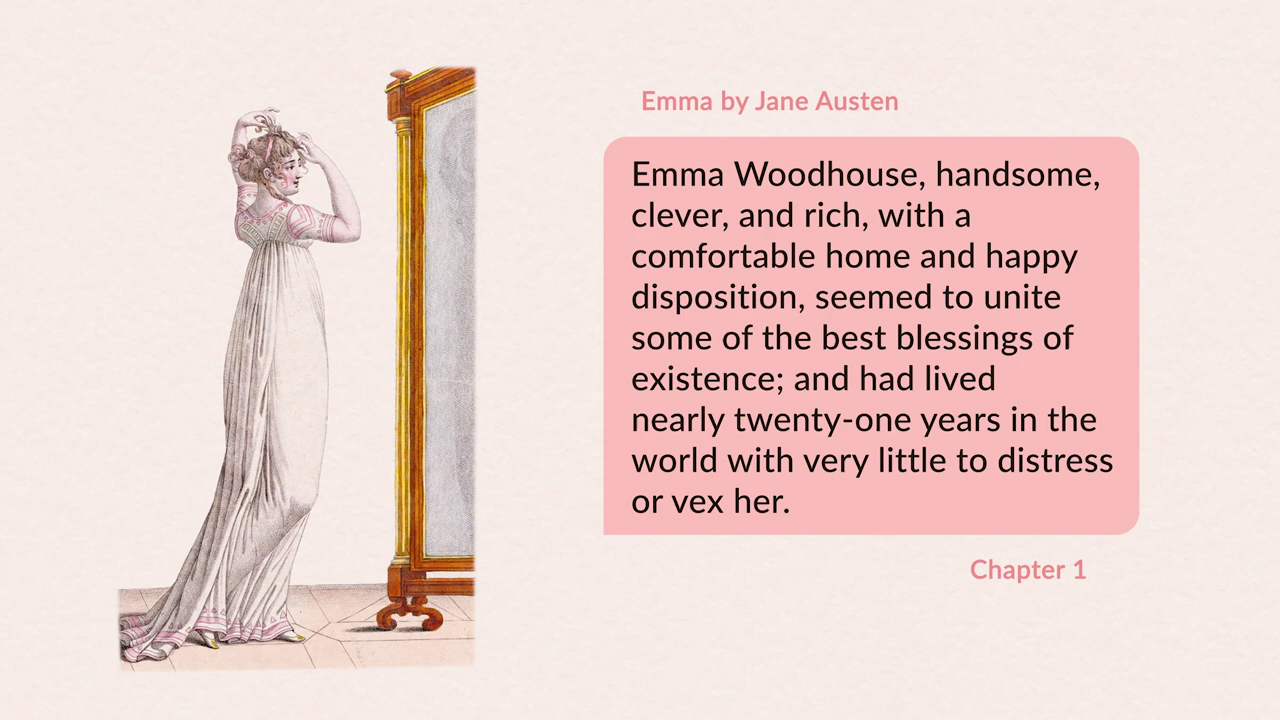 Emma by Jane Austen
Emma Woodhouse, handsome,
clever, and rich, with a
comfortable home and happy
disposition, seemed to unite
some of the best blessings of
existence; and had lived
nearly twenty-one years in the
world with very little to distress
or vex her.
Chapter 1